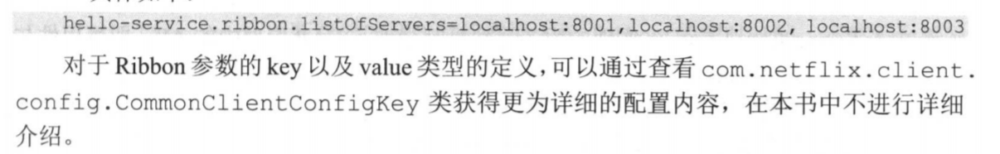 hello-service.ribbon.listOfServers=localhost:8001,localhost:8002, localhost:8003
对于 Ribbon 参数的 key 以及 value 类型的定义，可以通过查看 com.netflix.client.
config.CommonClientConfigKey 类获得更为详细的配置内容，在本书中不进行详细
介绍。